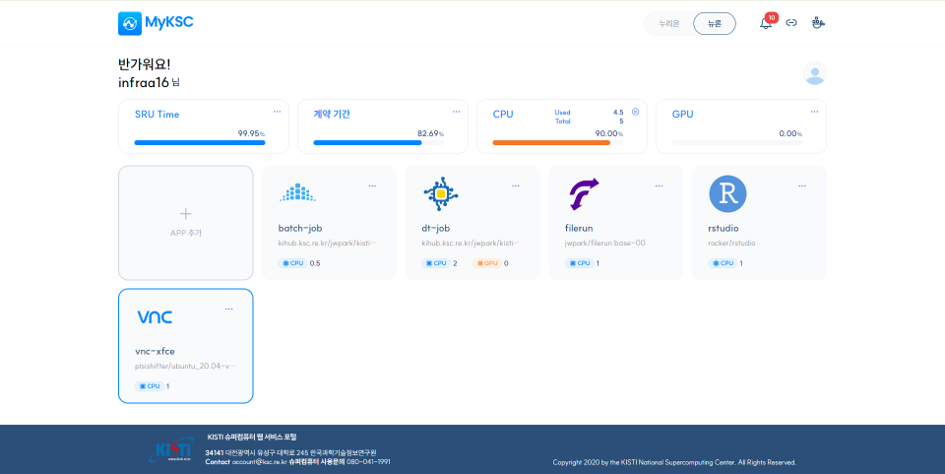 MyKSC
누리온
뉴론
10
반가워요!
infraa16 님
SRU Time
99.95%
계약 기간
82.69%
CPU
Used 4.5
Total 5
90.00%
GPU
0.00%
APP 추가
batch-job
kihub.ksc.re.kr/jwpark/kisti···
CPU 0.5
dt-job
kihub.ksc.re.kr/jwpark/kisti···
CPU 2 GPU 0
filerun
jwpark/filerun:base-00
CPU 1
R
rstudio
rocker/rstudio
CPU 1
vnc
vnc-xfce
plsishifter/ubuntu_20.04-v···
CPU 1
KISTI
www.kisti.re.kr
KISTI 슈퍼컴퓨터 웹 서비스 포털
34141 대전광역시 유성구 대학로 245 한국과학기술정보연구원
Contact account@ksc.re.kr 슈퍼컴퓨터 사용문의 080-041-1991
Copyright 2020 by the KISTI National Supercomputing Center. All Rights Reserved.